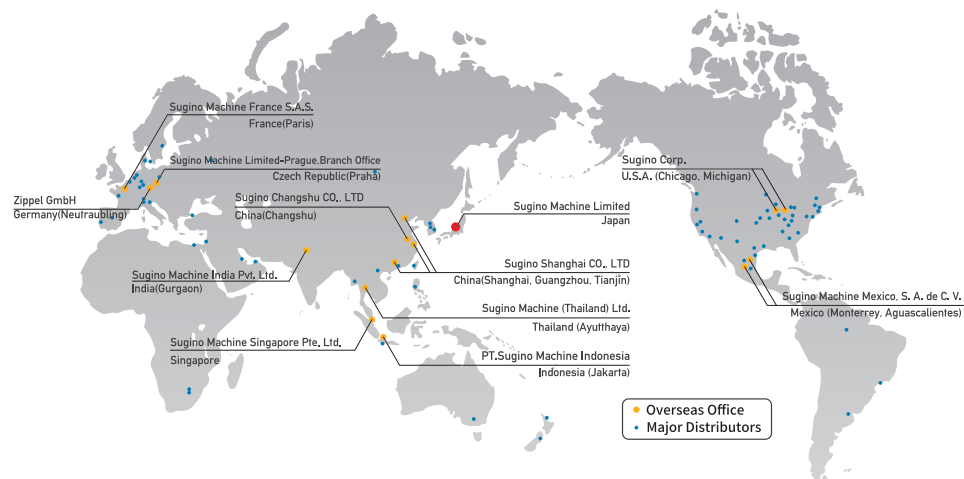 Sugino Machine France S.A.S.
France(Paris)
Sugino Machine Limited-Prague,Branch Office
Czech Republic(Praha)
Zippel GmbH
Germany(Neutraubling)
Sugino Changshu CO., LTD
China(Changshu)
Sugino Machine Limited
Japan
Sugino Corp.
U.S.A. (Chicago, Michigan)
Sugino Shanghai CO., LTD
China(Shanghai, Guangzhou, Tianjin)
Sugino Machine India Pvt. Ltd.
India(Gurgaon)
Sugino Machine (Thailand) Ltd.
Thailand (Ayutthaya)
Sugino Machine Mexico, S. A. de C. V.
Mexico (Monterrey, Aguascalientes)
Sugino Machine Singapore Pte. Ltd.
Singapore
PT.Sugino Machine Indonesia
Indonesia (Jakarta)
Overseas Office
Major Distributors